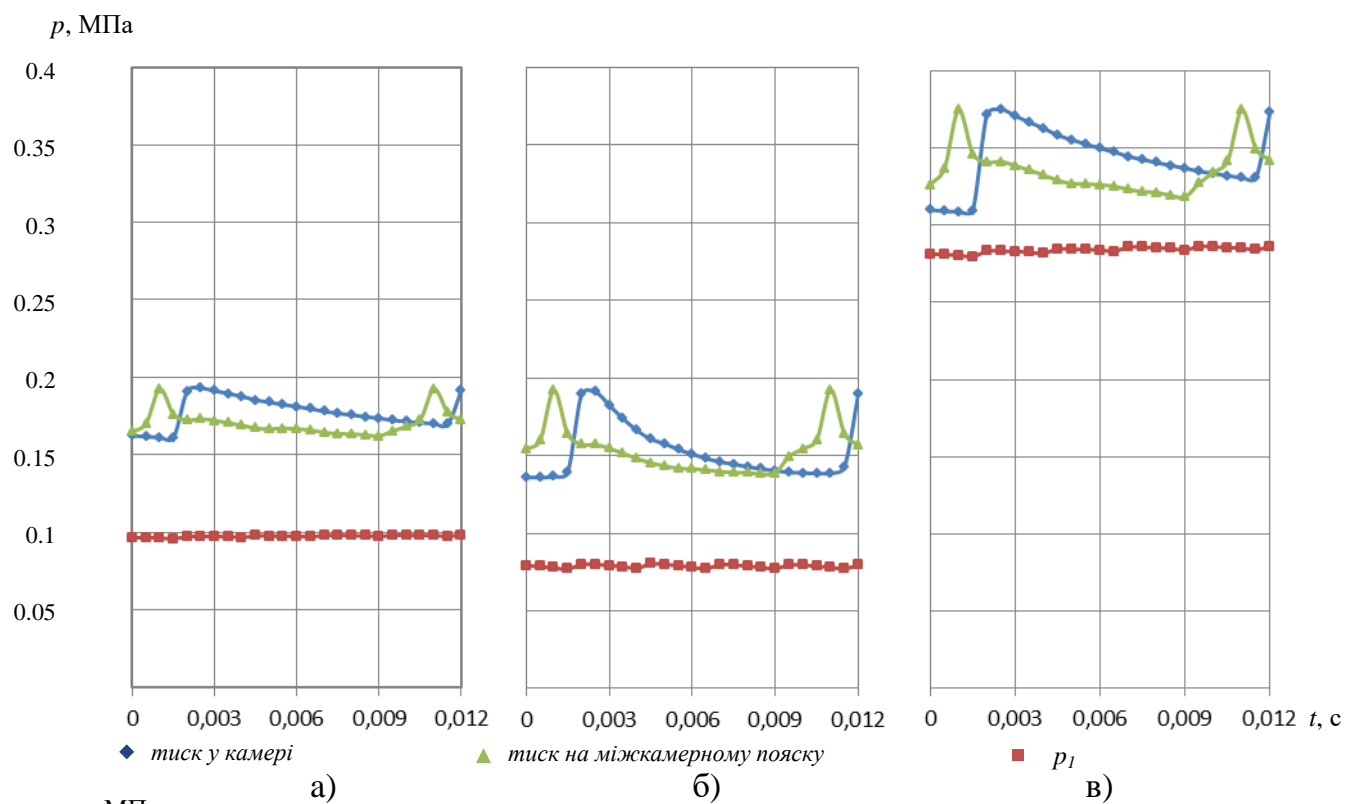 p, МПа
0.4
0.35
0.3
0.25
0.2
0.15
0.1
0.05
0 0,003 0,006 0,009 0,012 0 0,003 0,006 0,009 0,012 0 0,003 0,006 0,009 0,012 t, с
тиск у камері тиск на міжкамерному пояску p1
а) б) в)
МПа